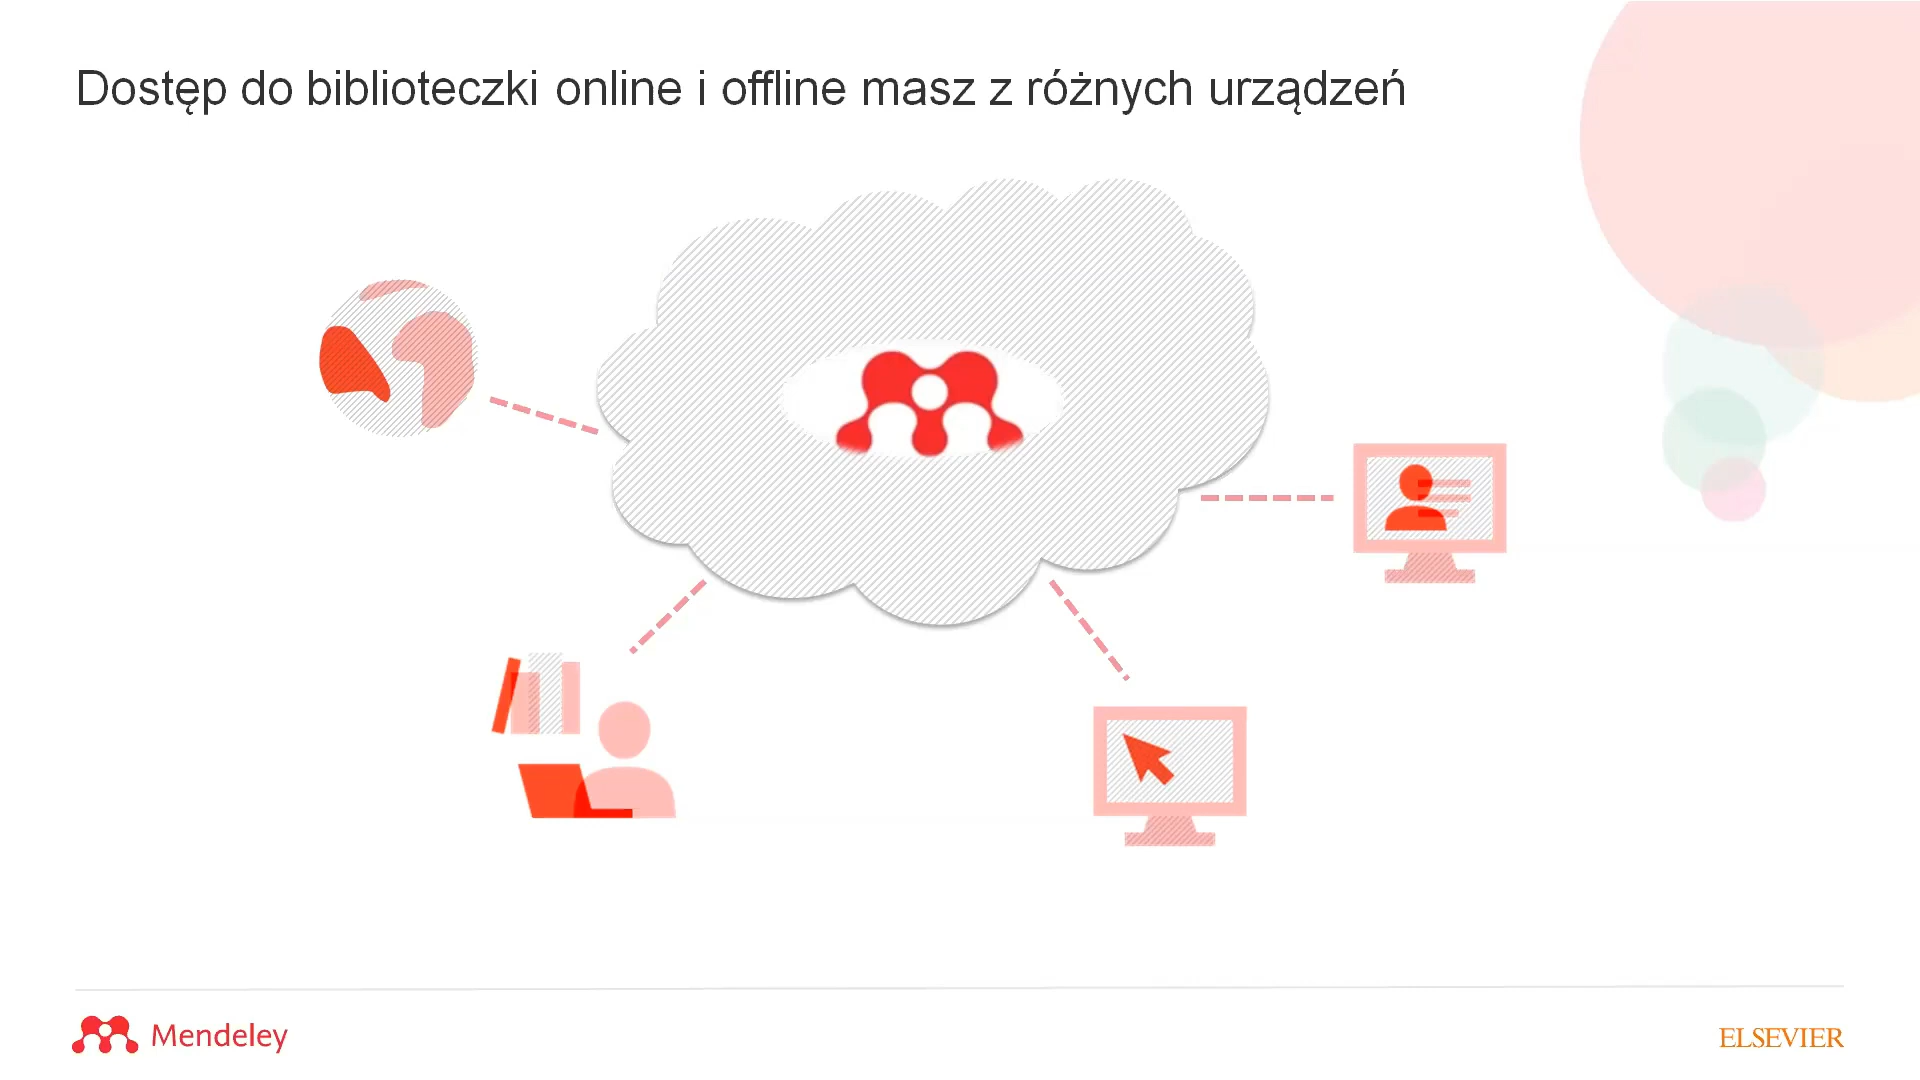 Dostęp do biblioteczki online i offline masz z różnych urządzeń
Mendeley
ELSEVIER